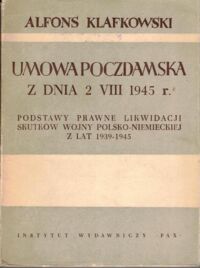 ALFONS KLAFKOWSKI
UMOWA POCZDAMSKA
Z DNIA 2 VIII 1945 r.
PODSTAWY PRAWNE LIKWIDACJI
SKUTKÓW WOJNY POLSKO-NIEMIECKIEJ
Z LAT 1939-1945
INSTYTUT WYDAWNICZY „PAX”